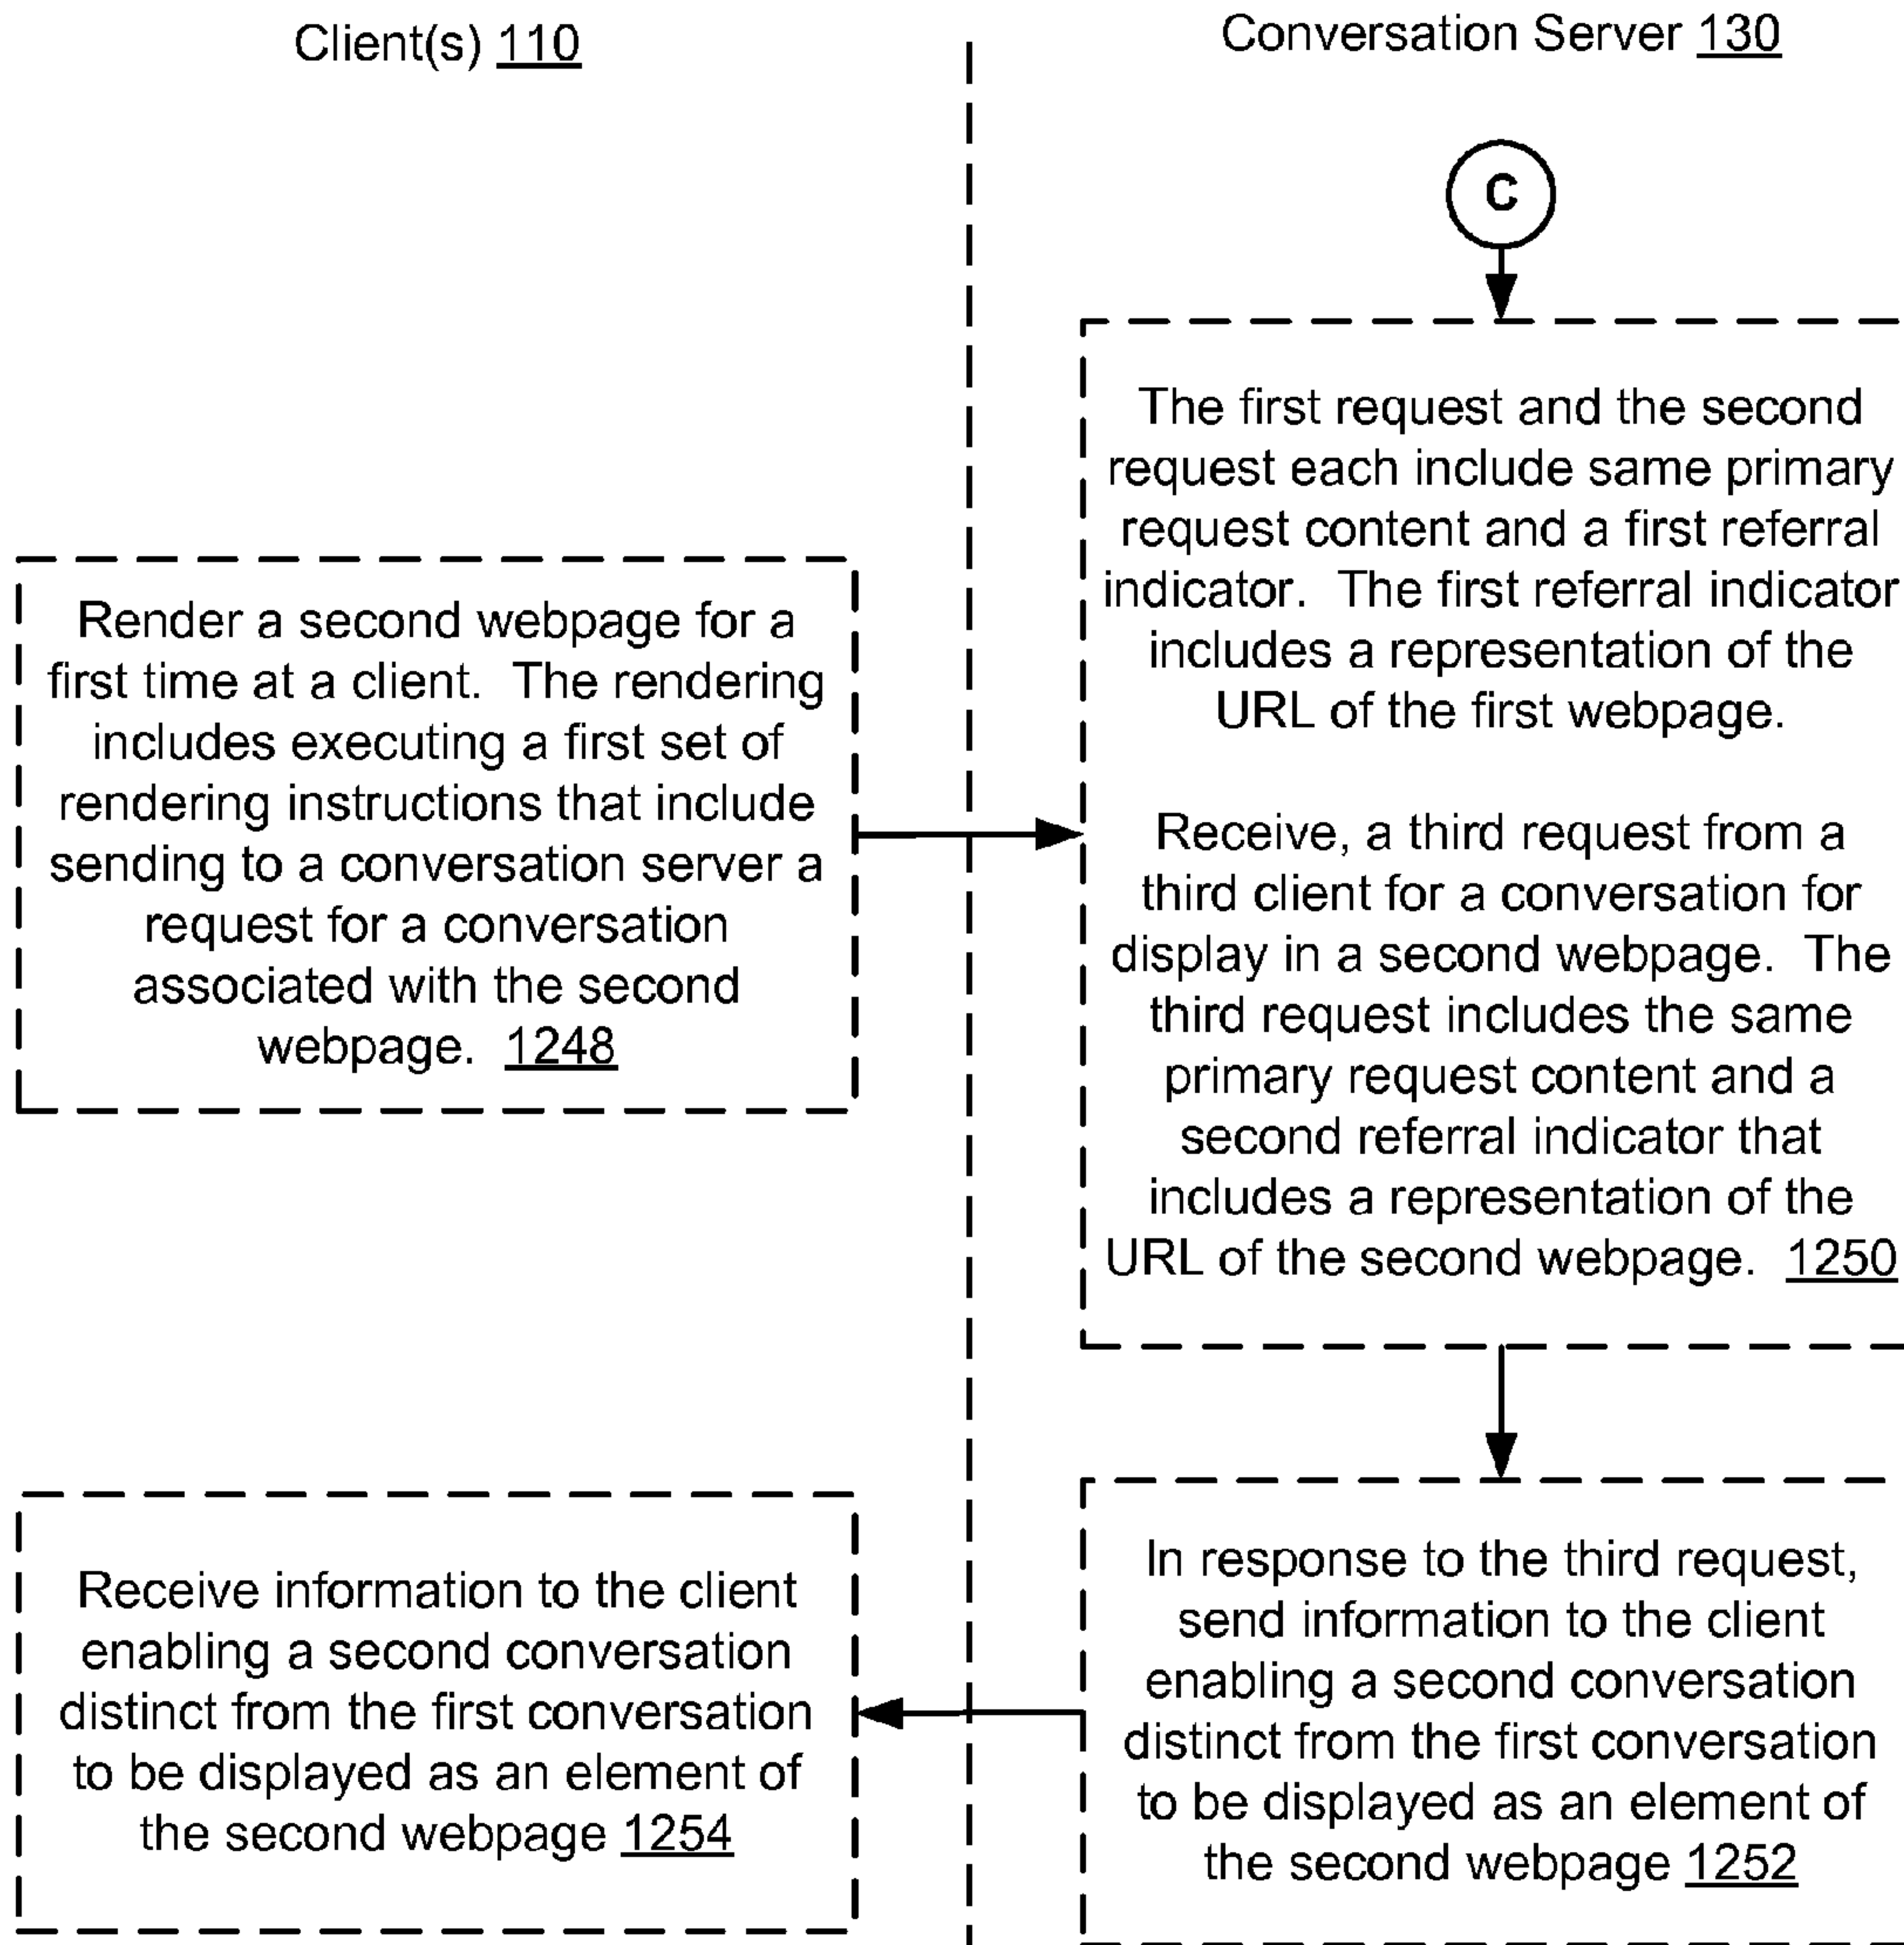 Client(s) 110
Conversation Server 130
C
The first request and the second
request each include same primary
request content and a first referral
indicator. The first referral indicator
includes a representation of the
URL of the first webpage.
Receive, a third request from a
third client for a conversation for
display in a second webpage. The
third request includes the same
primary request content and a
second referral indicator that
includes a representation of the
URL of the second webpage. 1250
Render a second webpage for a
first time at a client. The rendering
includes executing a first set of
rendering instructions that include
sending to a conversation server a
request for a conversation
associated with the second
webpage. 1248
In response to the third request,
send information to the client
enabling a second conversation
distinct from the first conversation
to be displayed as an element of
the second webpage 1252
Receive information to the client
enabling a second conversation
distinct from the first conversation
to be displayed as an element of
the second webpage 1254